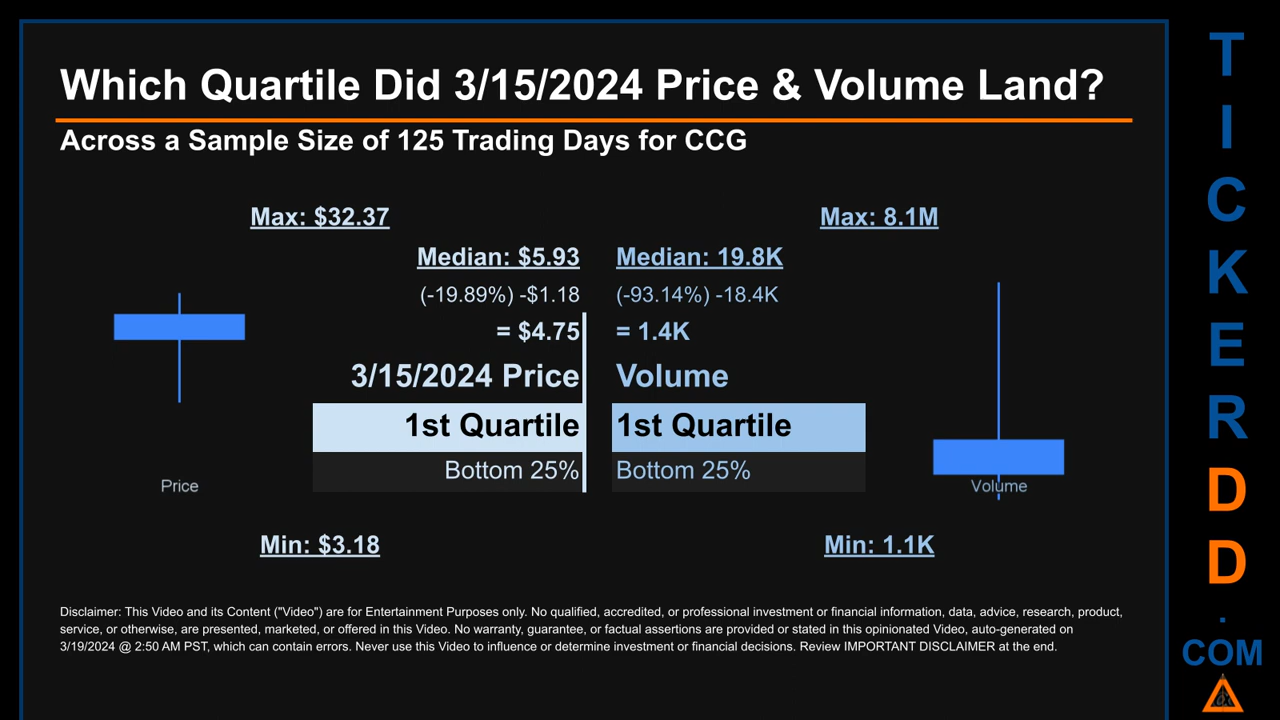 Which Quartile Did 3/15/2024 Price & Volume Land?
Across a Sample Size of 125 Trading Days for CCG
Max: $32.37
Max: 8.1M
Median: $5.93
Median: 19.8K
(-19.89%) -$1.18
(-93.14%) -18.4K
= $4.75
= 1.4K
3/15/2024 Price
Volume
1st Quartile
1st Quartile
Bottom 25%
Bottom 25%
Price
Volume
Min: $3.18
Min: 1.1K
Disclaimer: This Video and its Content ("Video") are for Entertainment Purposes only. No qualified, accredited, or professional investment or financial information, data, advice, research, product,
service, or otherwise, are presented, marketed, or offered in this Video. No warranty, guarantee, or factual assertions are provided or stated in this opinionated Video, auto-generated on
3/19/2024 @ 2:50 AM PST, which can contain errors. Never use this Video to influence or determine investment or financial decisions. Review IMPORTANT DISCLAIMER at the end.
T
I
C
K
E
R
D
D
.
COM